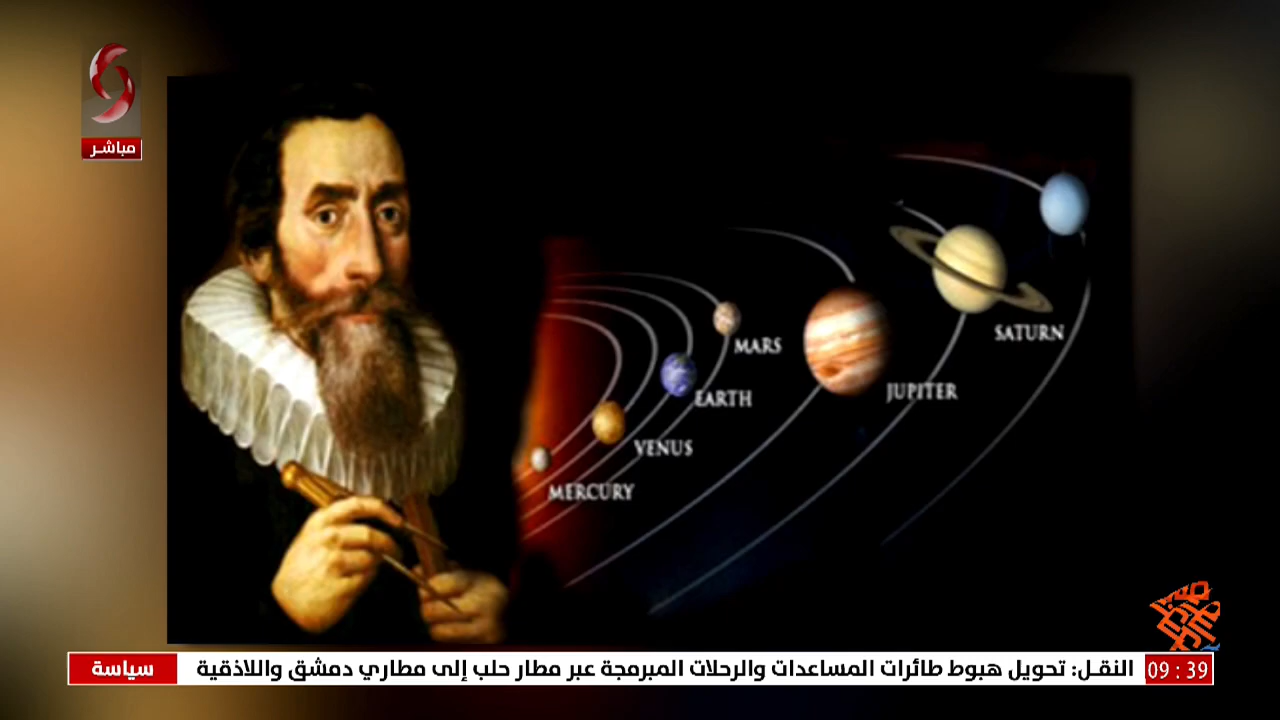 مباشر
MARS
SATURN
JUPITER
EARTH
VENUS
MERCURY
سياسة
النقـل: تحويل هبوط طائرات المساعدات والرحلات المبرمجة عبر مطار حلب إلى مطاري دمشق واللاذقية
09 : 39